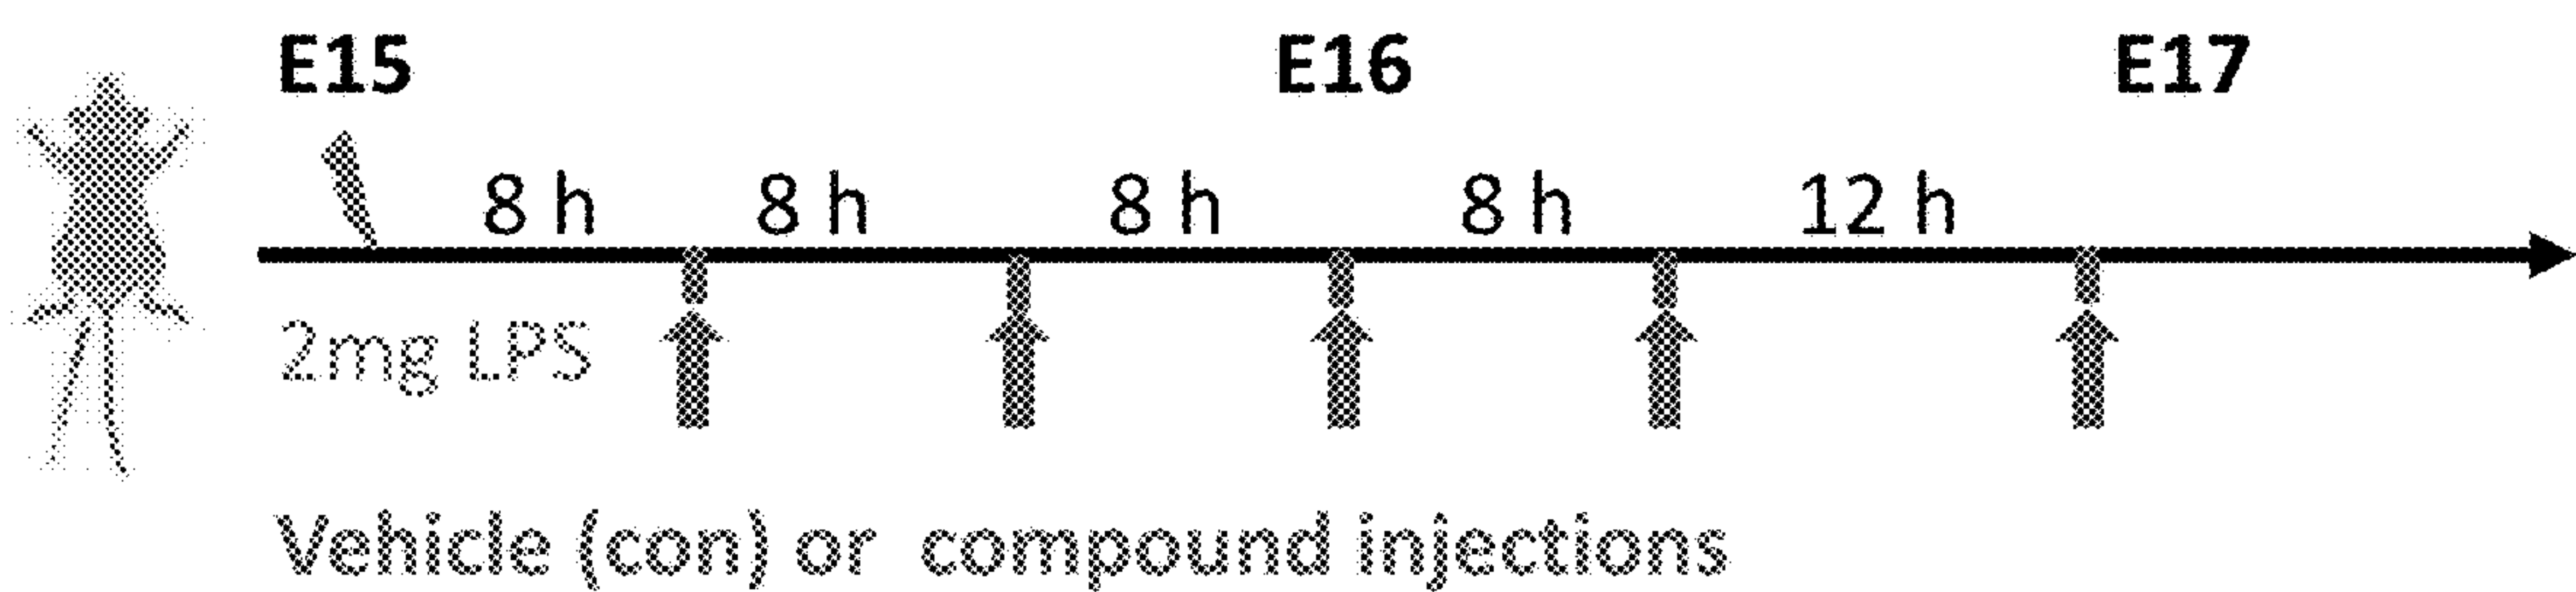 E15 E16 E17
8 h 8 h 8 h 8 h 12 h
2mg LPS
Vehicle (con) or compound injections